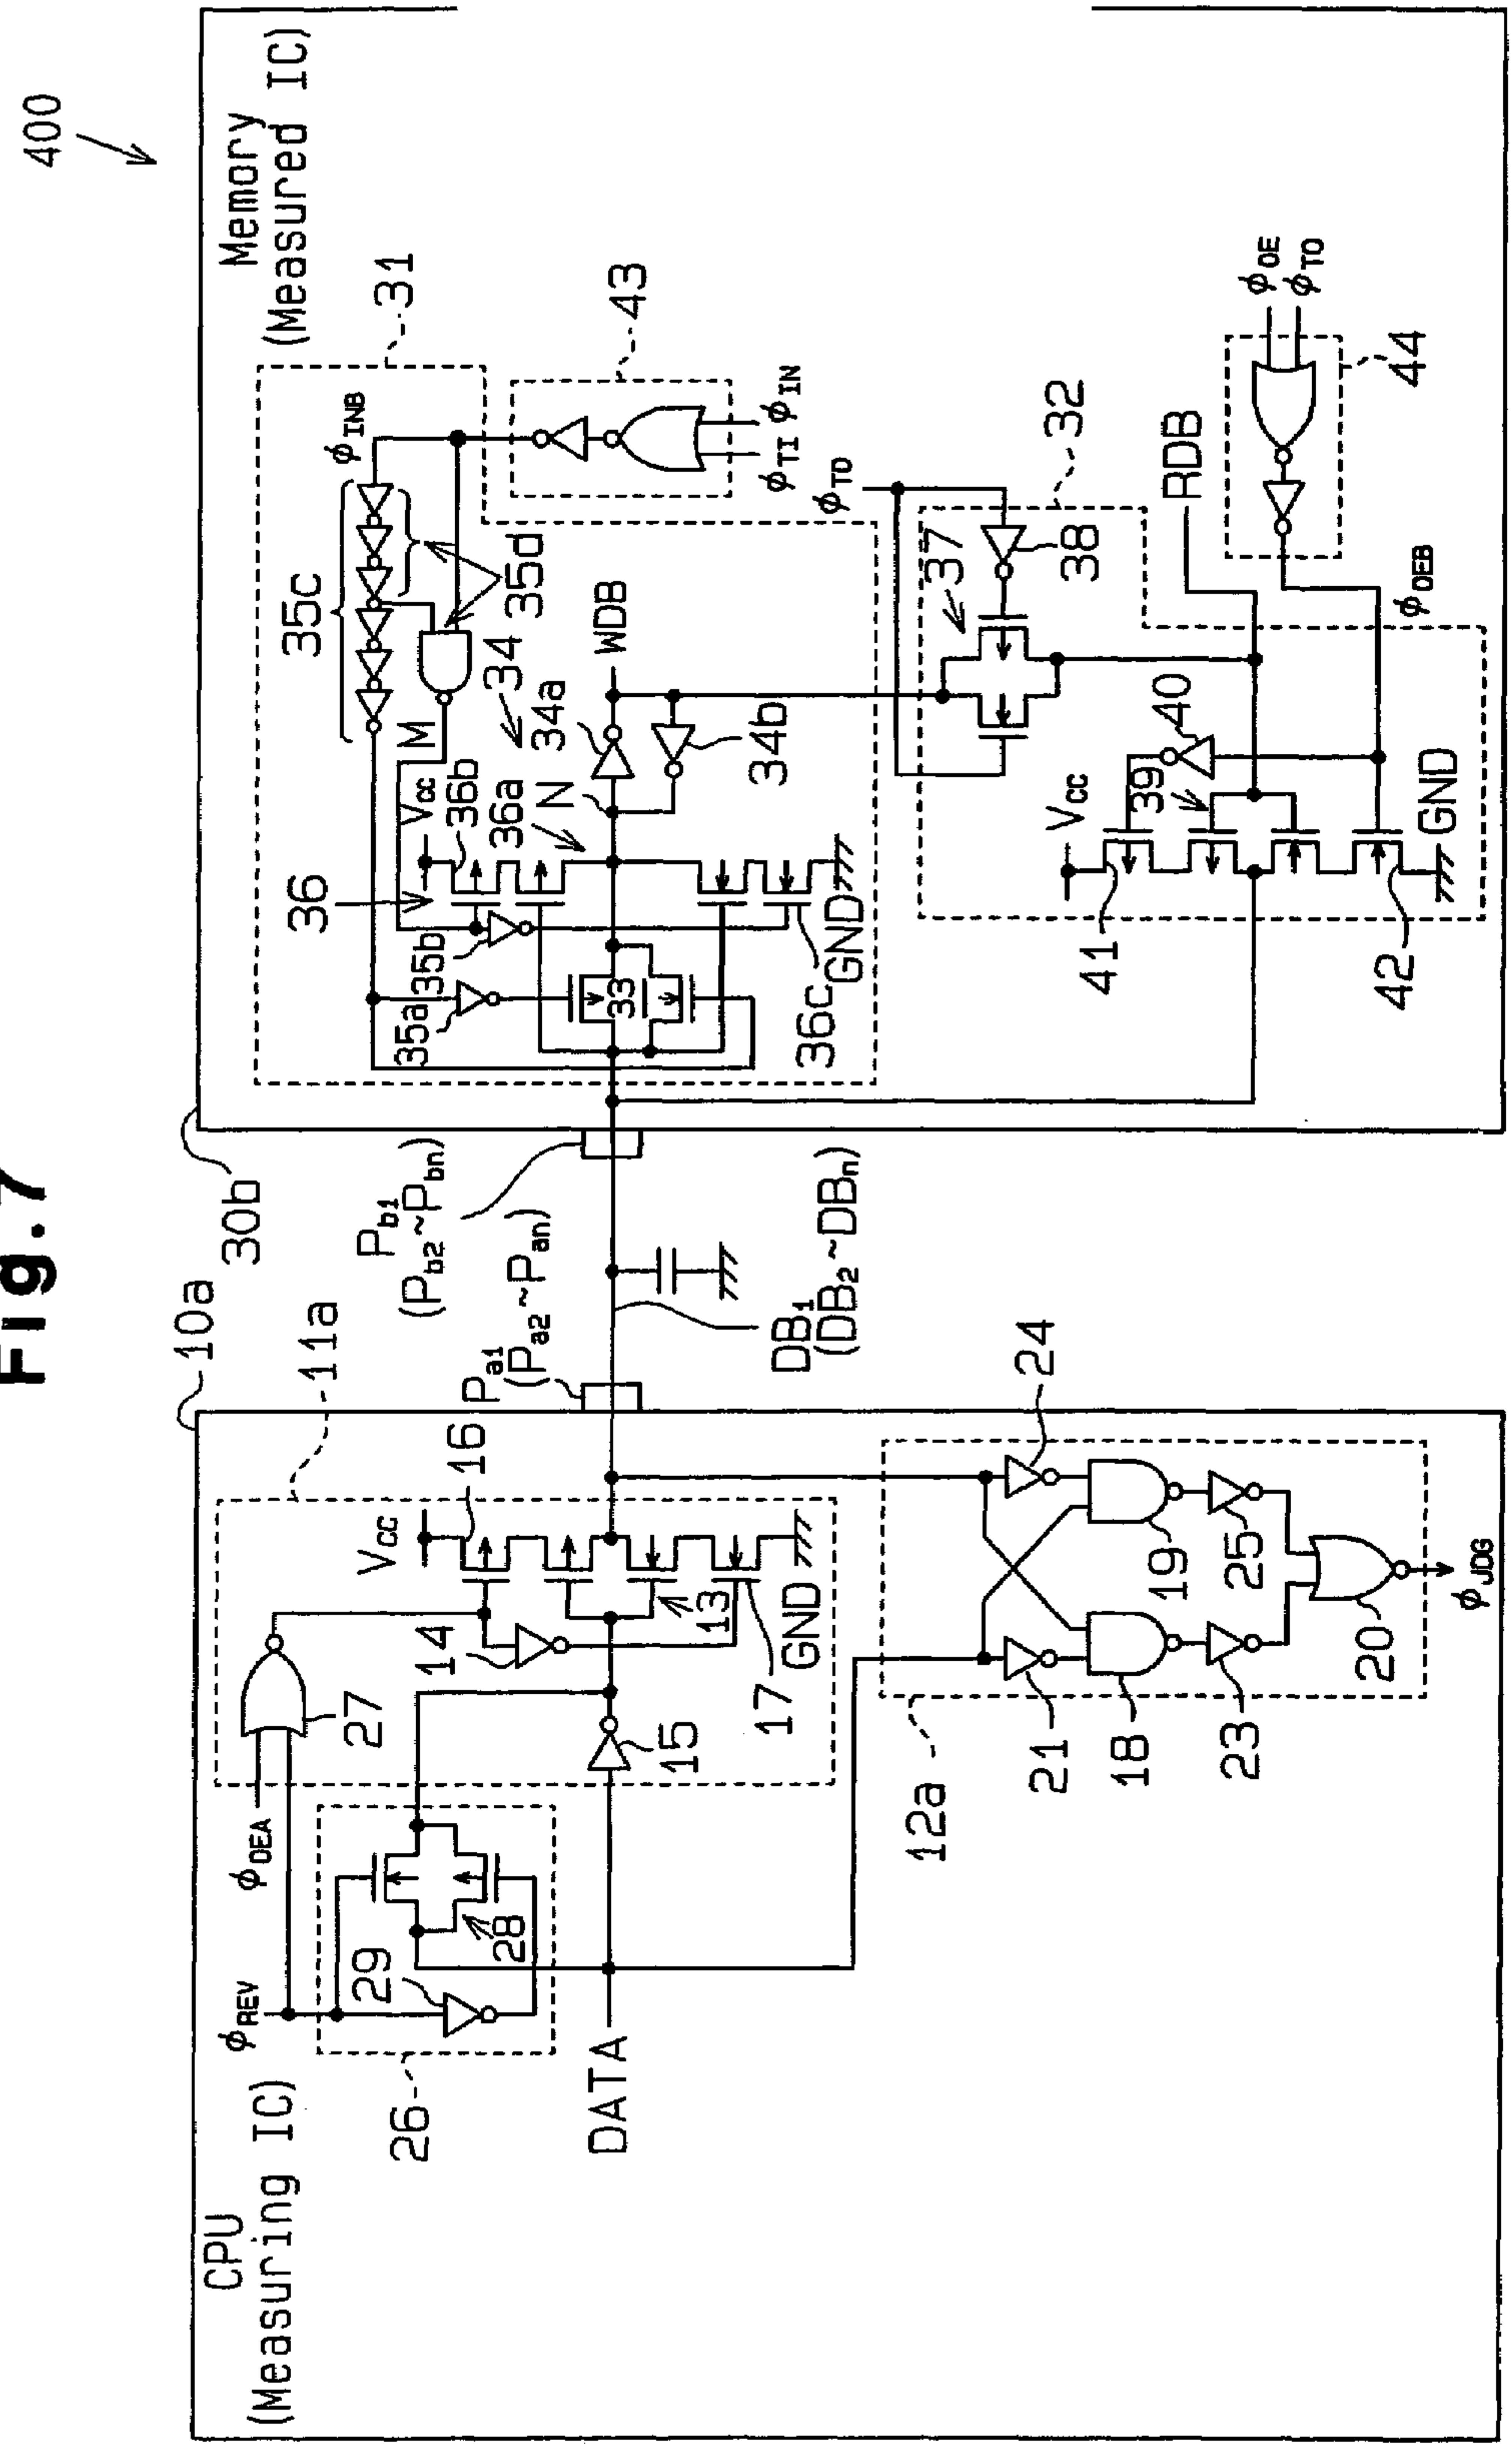 Fig.7
400
10a
30b
CPU
(Measuring IC)
Memory
(Measured IC)
11a
φREV
φOEA
27
VCC
16
14
13
17
GND
29
28
26
15
DATA
12a
24
21
18
19
23
25
20
φJDG
Pa1
(Pa2~Pan)
Pb1
(Pb2~Pbn)
DB1
(DB2~DBn)
31
φINB
35c
35d
43
φTI
φIN
M
34
34a
34b
WDB
36
VCC
36b
36a
N
35b
35a
33
36c
GND
φTO
37
38
32
RDB
φOE
φTO
44
φOEB
40
39
VCC
41
42
GND